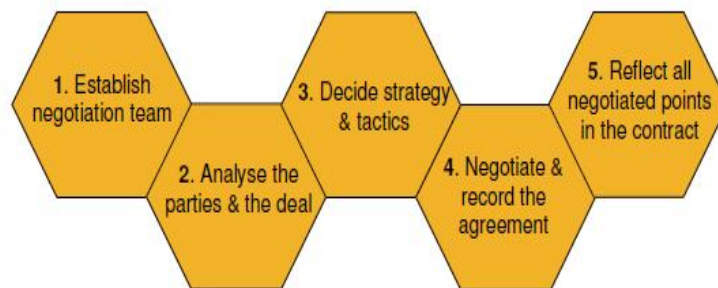 1. Establish
negotiation team
2. Analyse the
parties & the deal
3. Decide strategy
& tactics
4. Negotiate &
record the
agreement
5. Reflect all
negotiated points
in the contract